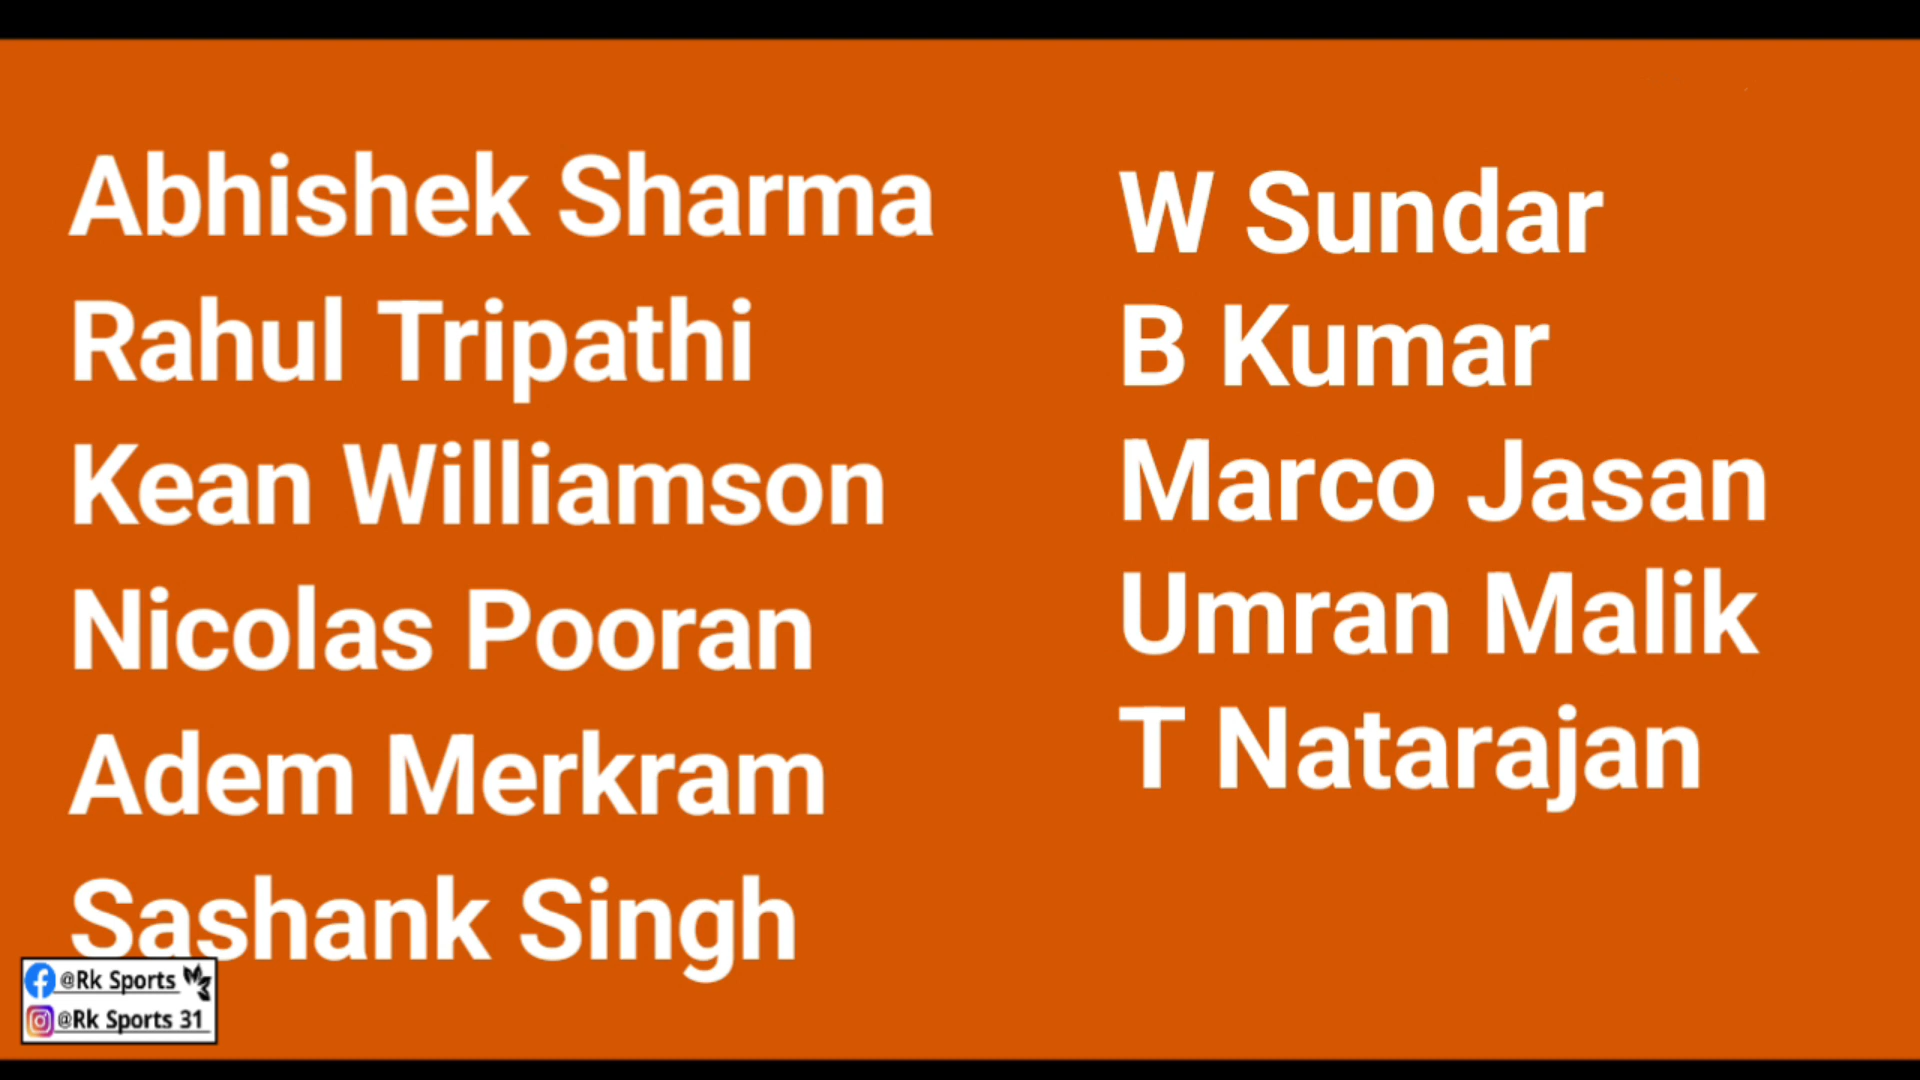 Abhishek Sharma
Rahul Tripathi
Kean Williamson
Nicolas Pooran
Adem Merkram
Sashank Singh
W Sundar
B Kumar
Marco Jasan
Umran Malik
T Natarajan
@Rk Sports
@Rk Sports 31